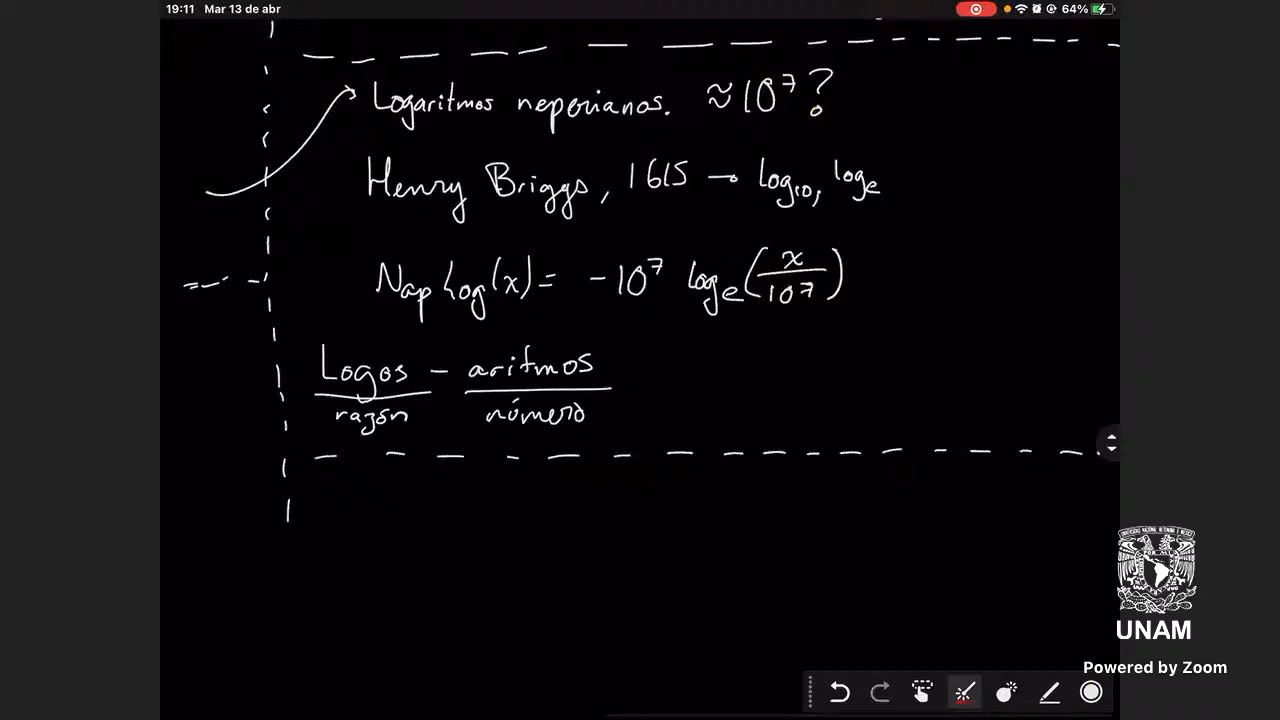 19:11 Mar 13 de abr 64%
Logaritmos neperianos. ≈10⁷?
Henry Briggs, 1615 → log₁₀, logₑ
Nap Log(x) = -10⁷ logₑ(x/10⁷)
Logos - aritmos
razón número
UNAM
Powered by Zoom